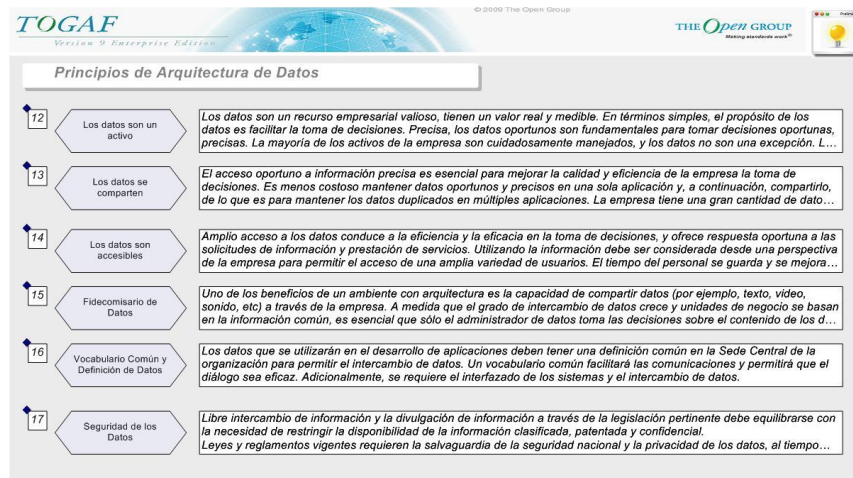 © 2009 The Open Group
TOGAF
Version 9 Enterprise Edition
THE Open GROUP
Making standards work®
Principios de Arquitectura de Datos
12
Los datos son un
activo
Los datos son un recurso empresarial valioso, tienen un valor real y medible. En términos simples, el propósito de los
datos es facilitar la toma de decisiones. Precisa, los datos oportunos son fundamentales para tomar decisiones oportunas,
precisas. La mayoría de los activos de la empresa son cuidadosamente manejados, y los datos no son una excepción. L…
13
Los datos se
comparten
El acceso oportuno a información precisa es esencial para mejorar la calidad y eficiencia de la empresa la toma de
decisiones. Es menos costoso mantener datos oportunos y precisos en una sola aplicación y, a continuación, compartirlo,
de lo que es para mantener los datos duplicados en múltiples aplicaciones. La empresa tiene una gran cantidad de dato…
14
Los datos son
accesibles
Amplio acceso a los datos conduce a la eficiencia y la eficacia en la toma de decisiones, y ofrece respuesta oportuna a las
solicitudes de información y prestación de servicios. Utilizando la información debe ser considerada desde una perspectiva
de la empresa para permitir el acceso de una amplia variedad de usuarios. El tiempo del personal se guarda y se mejora…
15
Fidecomisario de
Datos
Uno de los beneficios de un ambiente con arquitectura es la capacidad de compartir datos (por ejemplo, texto, video,
sonido, etc) a través de la empresa. A medida que el grado de intercambio de datos crece y unidades de negocio se basan
en la información común, es esencial que sólo el administrador de datos toma las decisiones sobre el contenido de los d…
16
Vocabulario Común y
Definición de Datos
Los datos que se utilizarán en el desarrollo de aplicaciones deben tener una definición común en la Sede Central de la
organización para permitir el intercambio de datos. Un vocabulario común facilitará las comunicaciones y permitirá que el
diálogo sea eficaz. Adicionalmente, se requiere el interfazado de los sistemas y el intercambio de datos.
17
Seguridad de los
Datos
Libre intercambio de información y la divulgación de información a través de la legislación pertinente debe equilibrarse con
la necesidad de restringir la disponibilidad de la información clasificada, patentada y confidencial.
Leyes y reglamentos vigentes requieren la salvaguardia de la seguridad nacional y la privacidad de los datos, al tiempo…